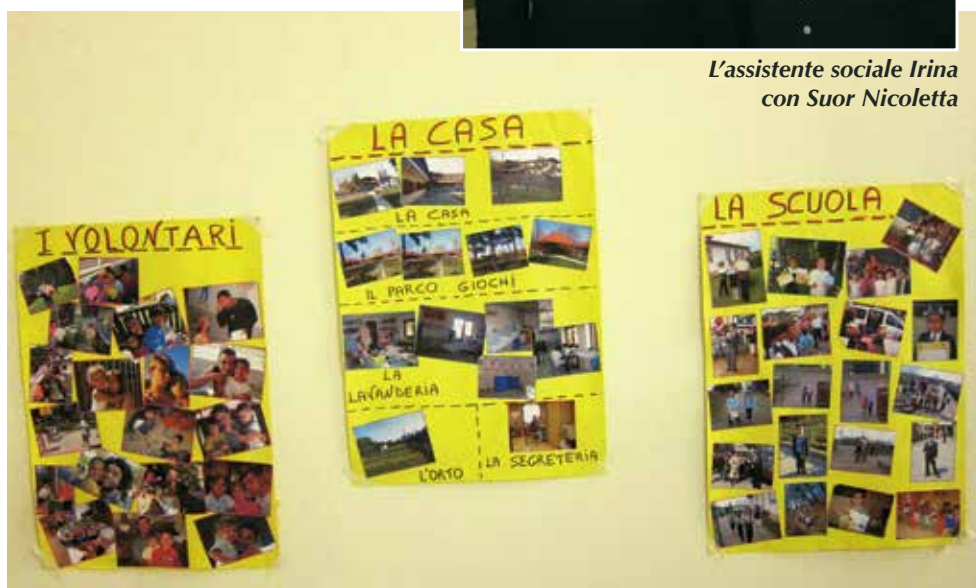 L'assistente sociale Irina
con Suor Nicoletta
I VOLONTARI
LA CASA
LA CASA
IL PARCO GIOCHI
LA
LAVANDERIA
L'ORTO
LA SEGRETERIA
LA SCUOLA